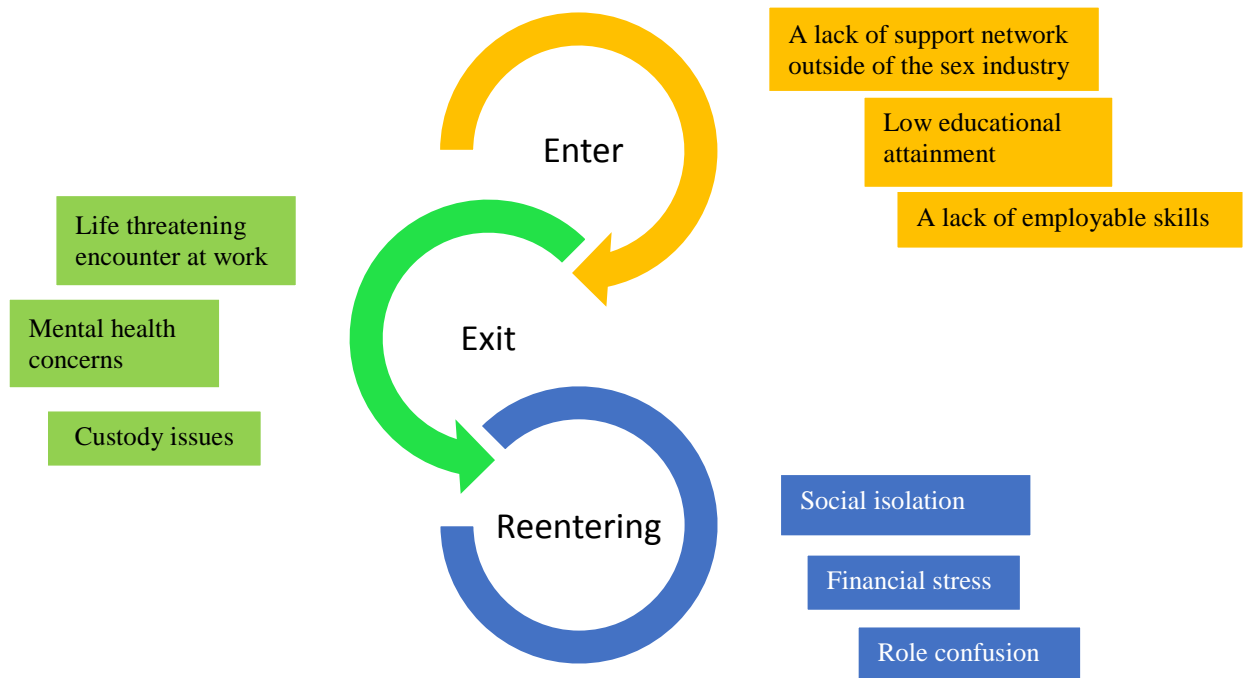 A lack of support network
outside of the sex industry
Enter
Low educational
attainment
A lack of employable skills
Life threatening
encounter at work
Exit
Mental health
concerns
Custody issues
Reentering
Social isolation
Financial stress
Role confusion